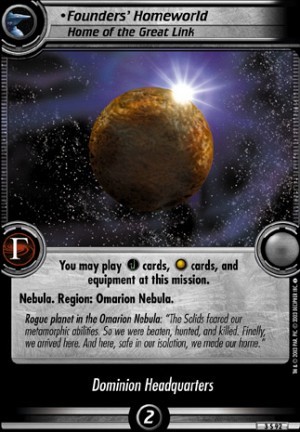 •Founders' Homeworld
Home of the Great Link
Γ
You may play cards, cards, and
equipment at this mission.
Nebula. Region: Omarion Nebula.
Rogue planet in the Omarion Nebula: "The Solids feared our
metamorphic abilities. So we were beaten, hunted, and killed. Finally,
we arrived here. And here, safe in our isolation, we made our home."
Dominion Headquarters
2